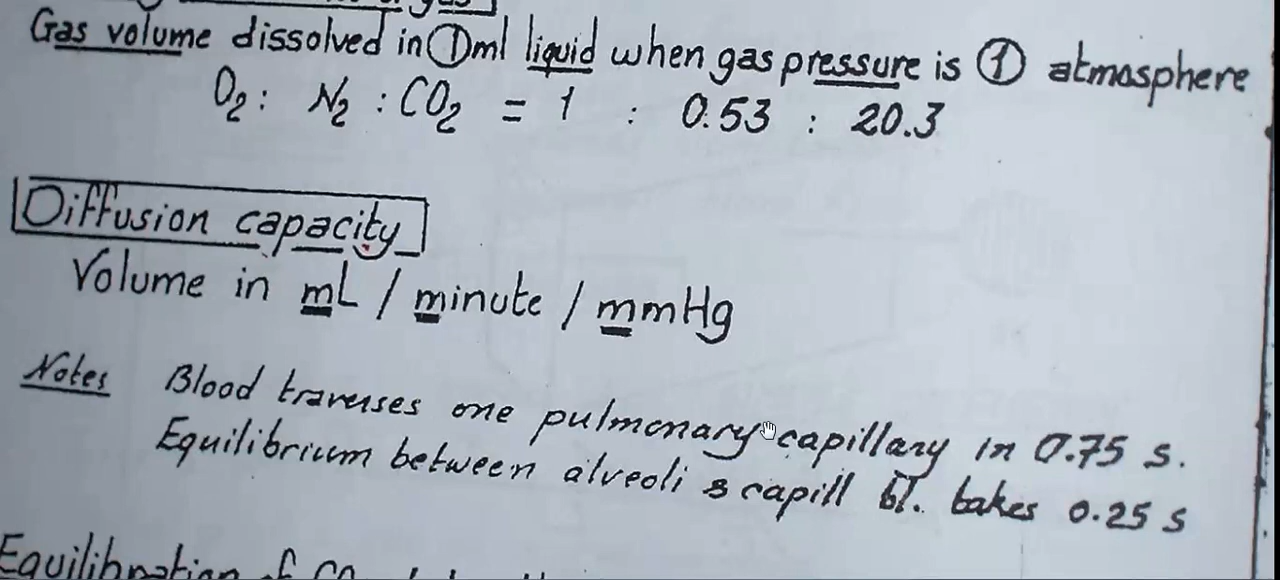 Gas volume dissolved in 1 ml liquid when gas pressure is 1 atmosphere
O2 : N2 : CO2 = 1 : 0.53 : 20.3
Diffusion capacity
Volume in mL / minute / mmHg
Notes Blood traverses one pulmonary capillary in 0.75 s.
Equilibrium between alveoli & capill bl. takes 0.25 s
Equilibration of